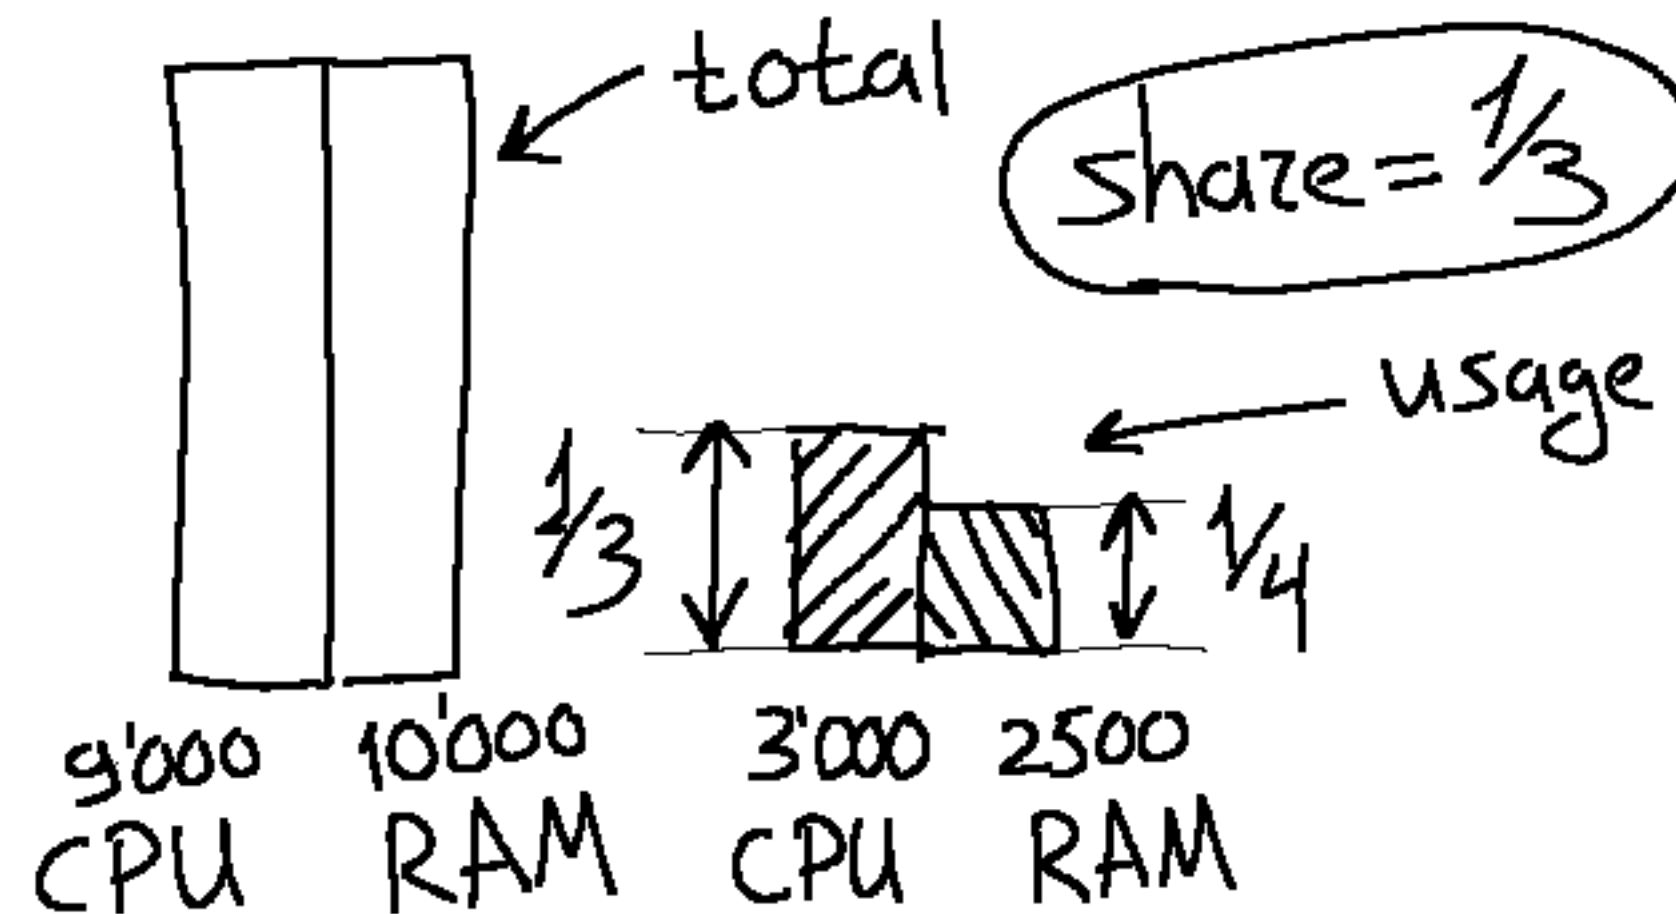 total
share = 1/3
usage
1/3
1/4
9'000 10'000 3'000 2500
CPU RAM CPU RAM